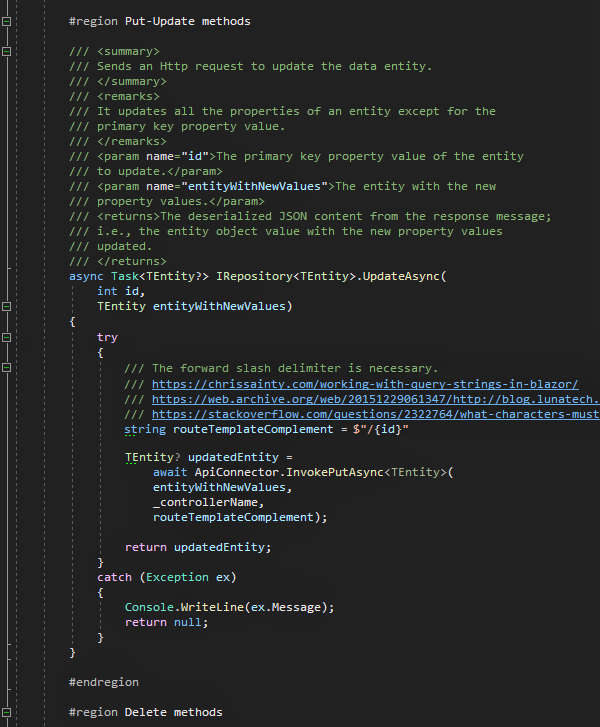 #region Put-Update methods
/// <summary>
/// Sends an Http request to update the data entity.
/// </summary>
/// <remarks>
/// It updates all the properties of an entity except for the
/// primary key property value.
/// </remarks>
/// <param name="id">The primary key property value of the entity
/// to update.</param>
/// <param name="entityWithNewValues">The entity with the new
/// property values.</param>
/// <returns>The deserialized JSON content from the response message;
/// i.e., the entity object value with the new property values
/// updated.
/// </returns>
async Task<TEntity?> IRepository<TEntity>.UpdateAsync(
int id,
TEntity entityWithNewValues)
{
try
{
/// The forward slash delimiter is necessary.
/// https://chrissainty.com/working-with-query-strings-in-blazor/
/// https://web.archive.org/web/20151229061347/http://blog.lunatech.
/// https://stackoverflow.com/questions/2322764/what-characters-must
string routeTemplateComplement = $"/{id}"
TEntity? updatedEntity =
await ApiConnector.InvokePutAsync<TEntity>(
entityWithNewValues,
_controllerName,
routeTemplateComplement);
return updatedEntity;
}
catch (Exception ex)
{
Console.WriteLine(ex.Message);
return null;
}
}
#endregion
#region Delete methods